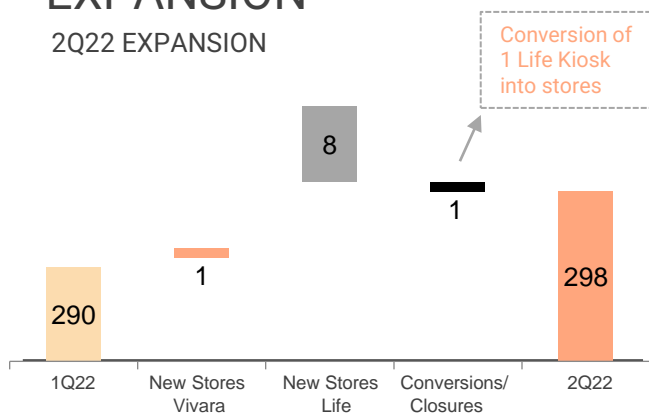 EXPANSION
2Q22 EXPANSION
Conversion of
1 Life Kiosk
into stores
8
1
1
290
298
1Q22
New Stores
Vivara
New Stores
Life
Conversions/
Closures
2Q22